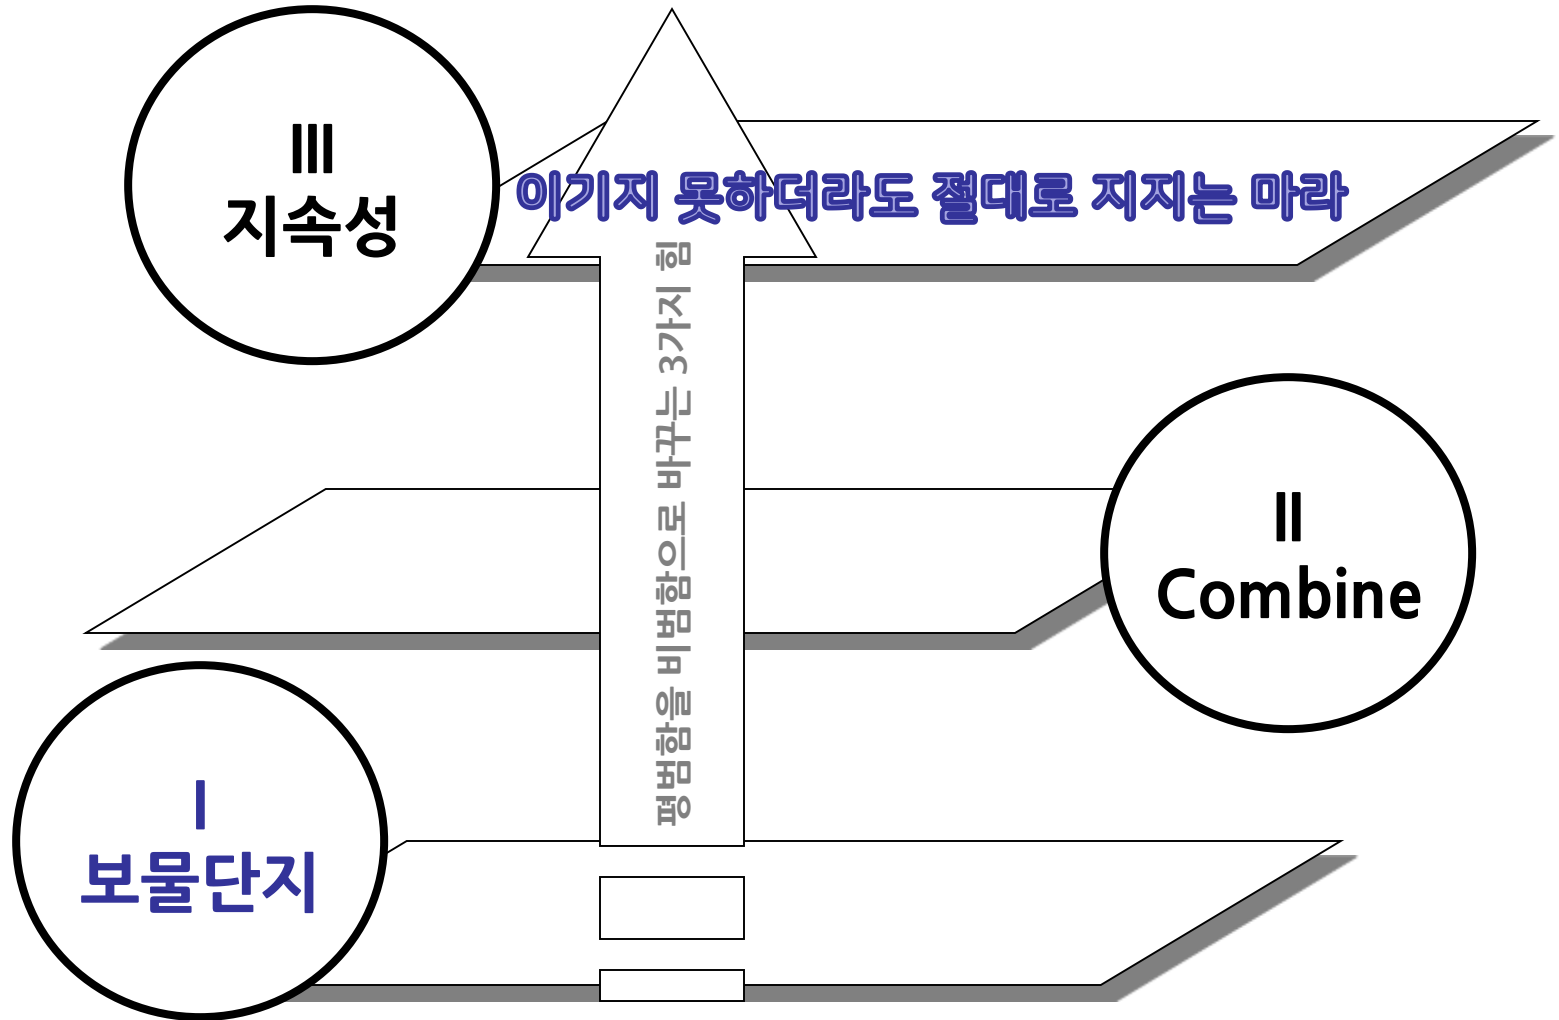 Ⅲ
지속성
이기지 못하더라도 절대로 지지는 마라
평범함을 비범함으로 바꾸는 3가지 힘
Ⅱ
Combine
Ⅰ
보물단지